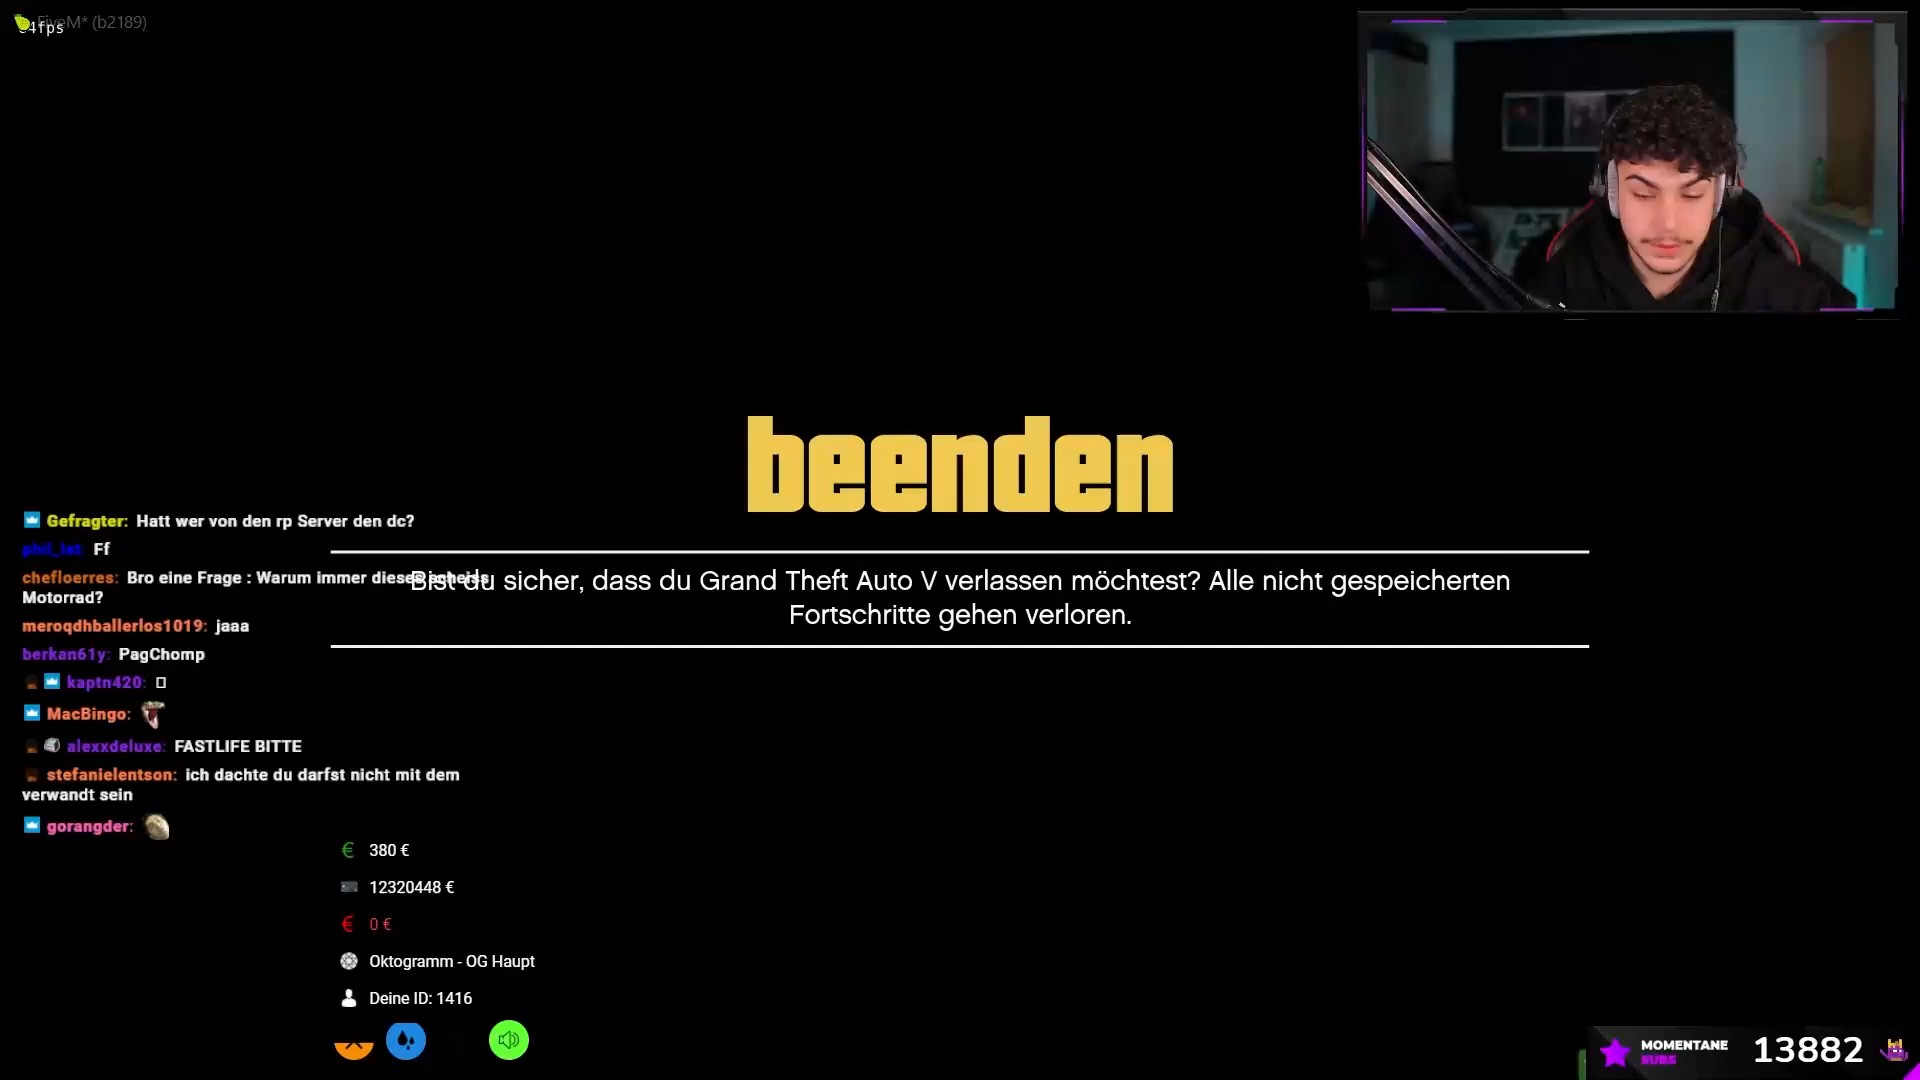 FiveM* (b2189)
beenden
Gefragter: Hatt wer von den rp Server den dc?
Ff
chefloerres: Bro eine Frage : Warum immer dieses scheiss
Motorrad?
Bist du sicher, dass du Grand Theft Auto V verlassen möchtest? Alle nicht gespeicherten
Fortschritte gehen verloren.
meroqdhballerlos1019: jaaa
berkan61y: PagChomp
kaptn420:
MacBingo:
alexxdeluxe: FASTLIFE BITTE
stefanielentson: ich dachte du darfst nicht mit dem
verwandt sein
gorangder:
€ 380 €
12320448 €
€ 0 €
Oktogramm - OG Haupt
Deine ID: 1416
MOMENTANE
SUBS
13882